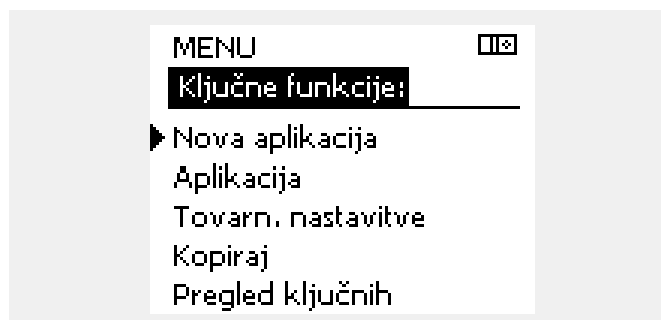 MENU
Ključne funkcije:
Nova aplikacija
Aplikacija
Tovarn. nastavitve
Kopiraj
Pregled ključnih